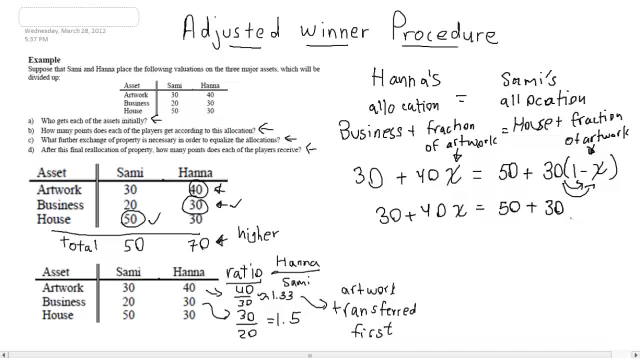 Adjusted winner Procedure
Wednesday, March 28, 2012
5:37 PM
Example
Suppose that Sami and Hanna place the following valuations on the three major assets, which will be
divided up:
Asset Sami Hanna
Artwork 30 40
Business 20 30
House 50 30
a) Who gets each of the assets initially?
b) How many points does each of the players get according to this allocation?
c) What further exchange of property is necessary in order to equalize the allocations?
d) After this final reallocation of property, how many points does each of the players receive?
Asset Sami Hanna
Artwork 30 40
Business 20 30
House 50 30
total 50 70 higher
Asset Sami Hanna
Artwork 30 40
Business 20 30
House 50 30
ratio Hanna
Sami
40
30 ≈ 1.33
30
20 = 1.5
artwork
transferred
first
Hanna's Sami's
allocation = allocation
Business + fraction of artwork = House + fraction of artwork
30 + 40x = 50 + 30(1-x)
30 + 40x = 50 + 30